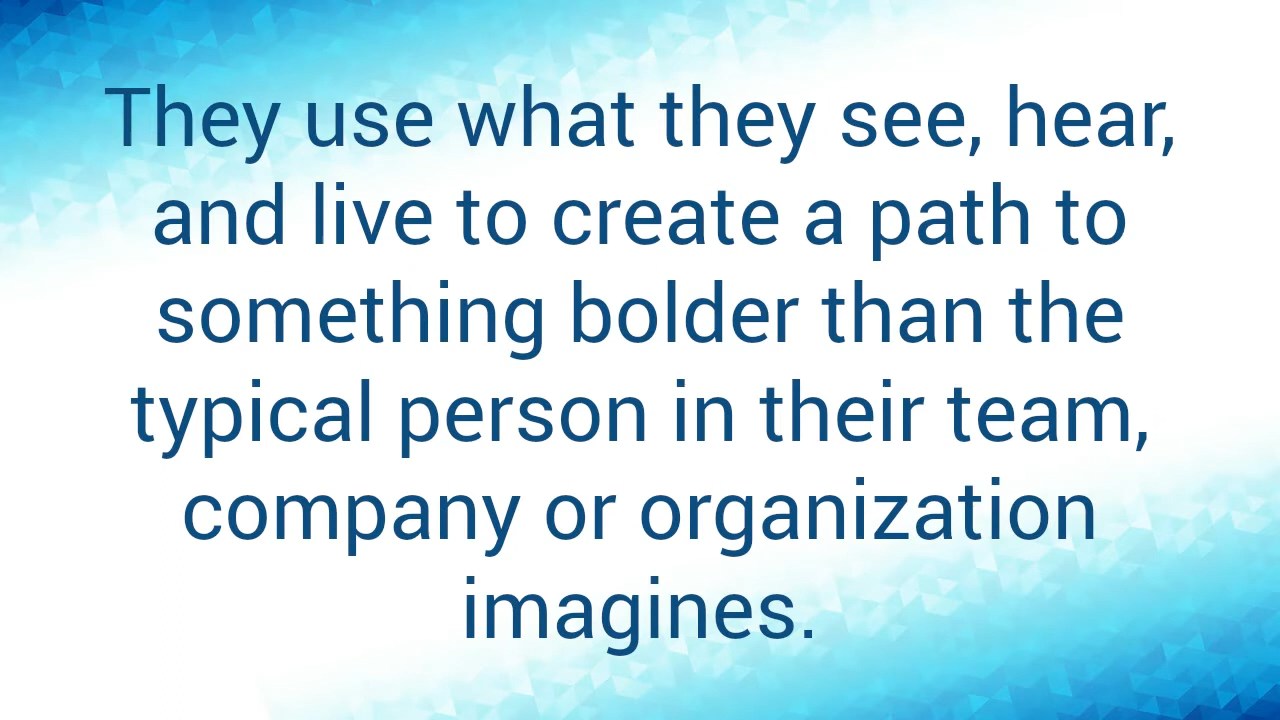 They use what they see, hear,
and live to create a path to
something bolder than the
typical person in their team,
company or organization
imagines.